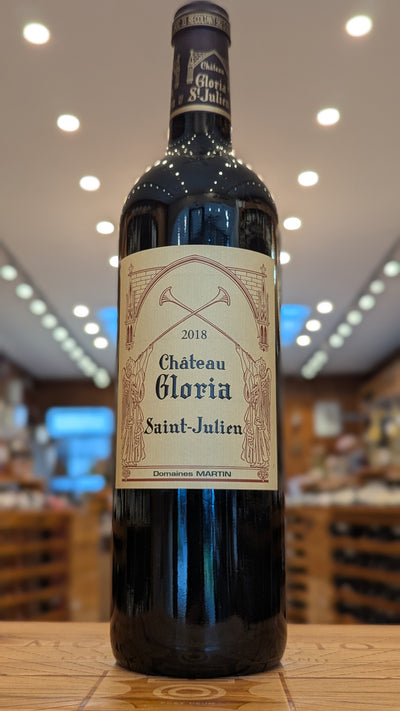 Château
Gloria
St Julien
2018
Château
Gloria
Saint-Julien
Domaines MARTIN